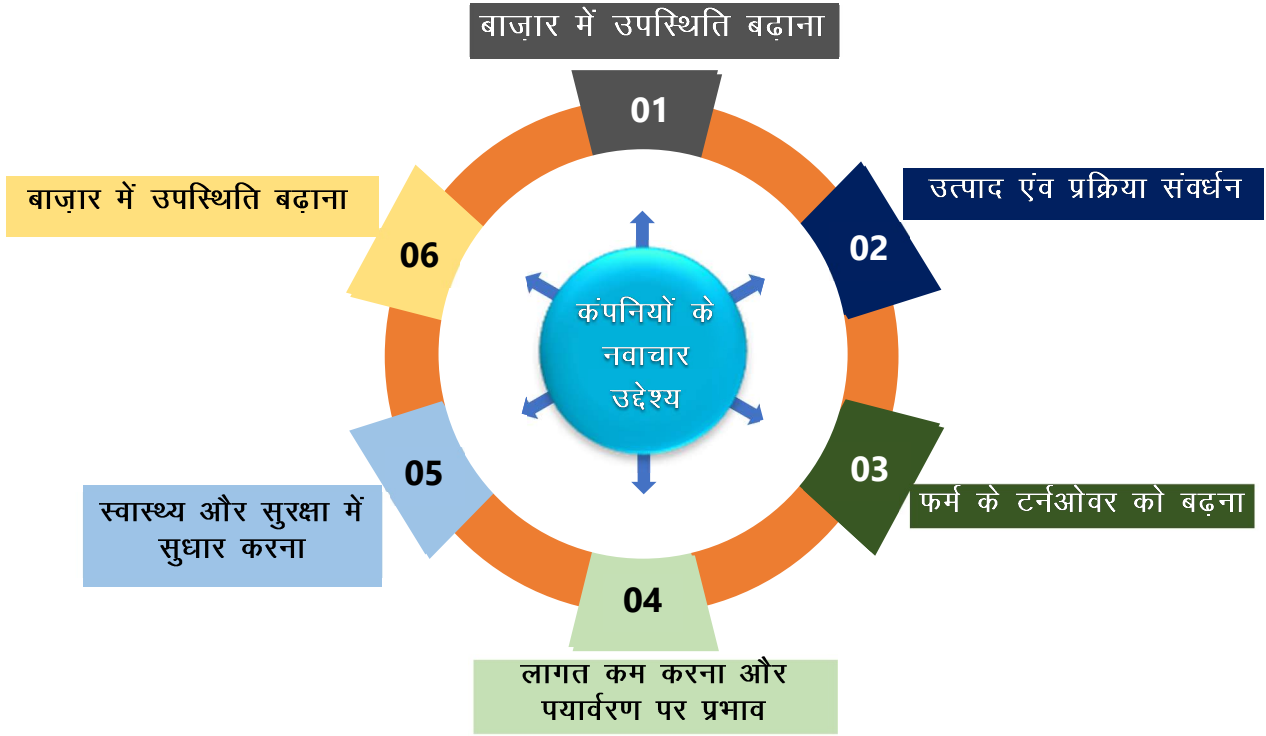 बाज़ार में उपस्थिति बढ़ाना
01
उत्पाद एंव प्रक्रिया संवर्धन
02
फर्म के टर्नओवर को बढ़ना
03
04
लागत कम करना और
पयार्वरण पर प्रभाव
05
स्वास्थ्य और सुरक्षा में
सुधार करना
बाज़ार में उपस्थिति बढ़ाना
06
कंपनियों के
नवाचार
उद्देश्य